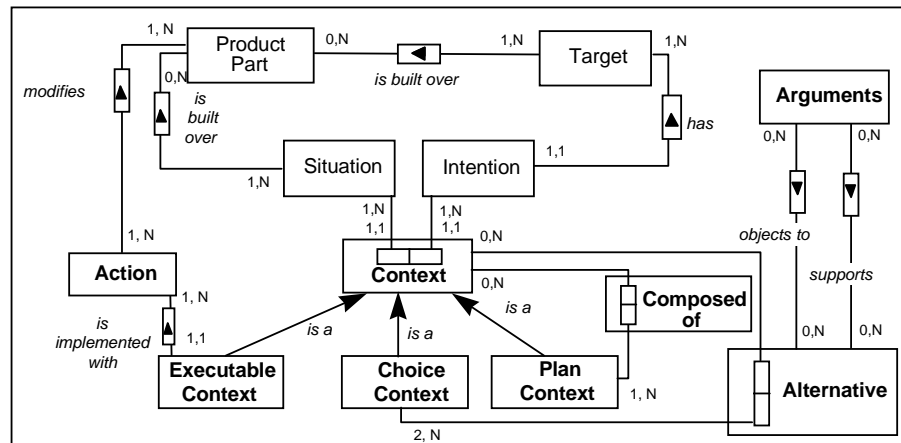 1, N
Product
Part
0,N
1,N
Target
1,N
0,N
is built over
modifies
is
built
over
Arguments
has
0,N
0,N
Situation
Intention
1,1
1,N
1,N
1,N
1,1
1,1
objects to
0,N
1, N
Context
0,N
supports
Action
Composed
of
1, N
is a
is
implemented
with
is a
is a
1,1
0,N
0,N
Executable
Context
Choice
Context
Plan
Context
1, N
Alternative
2, N